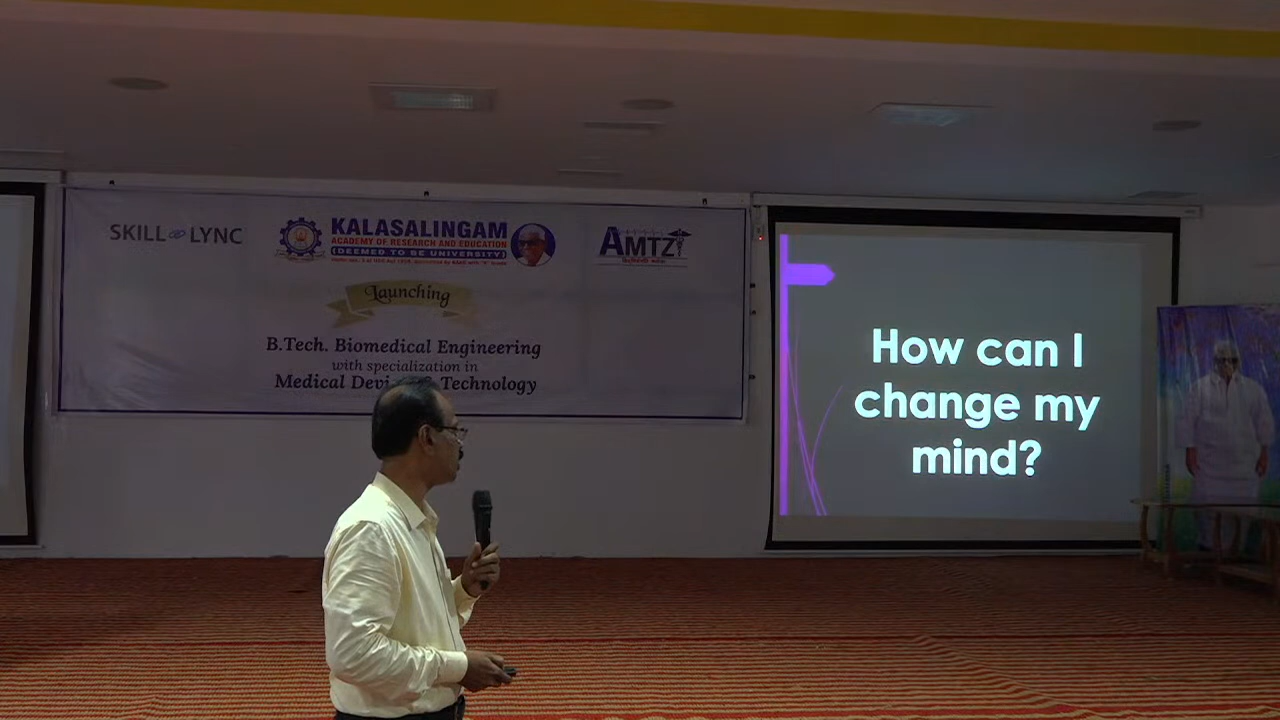 SKILL LYNC
KALASALINGAM
ACADEMY OF RESEARCH AND EDUCATION
(DEEMED TO BE UNIVERSITY)
AMTZ
Launching
B.Tech. Biomedical Engineering
with specialization in
Medical Technology
How can I
change my
mind?